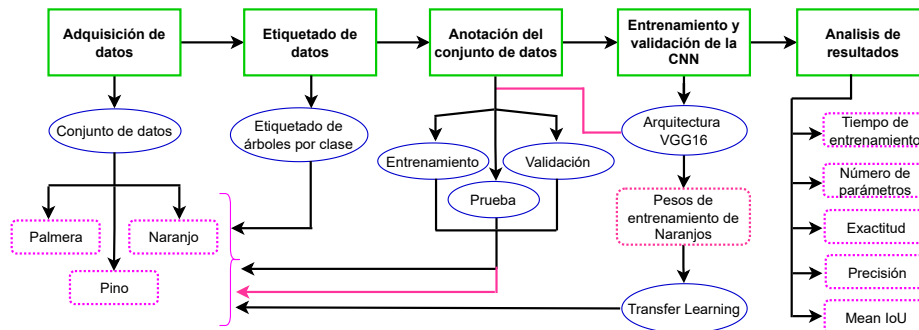 Adquisición de
datos
Etiquetado de
datos
Anotación del
conjunto de datos
Entrenamiento y
validación de la
CNN
Analisis de
resultados
Conjunto de datos
Etiquetado de
árboles por clase
Entrenamiento
Validación
Prueba
Arquitectura
VGG16
Palmera
Naranjo
Pino
Pesos de
entrenamiento de
Naranjos
Transfer Learning
Tiempo de
entrenamiento
Número de
parámetros
Exactitud
Precisión
Mean IoU